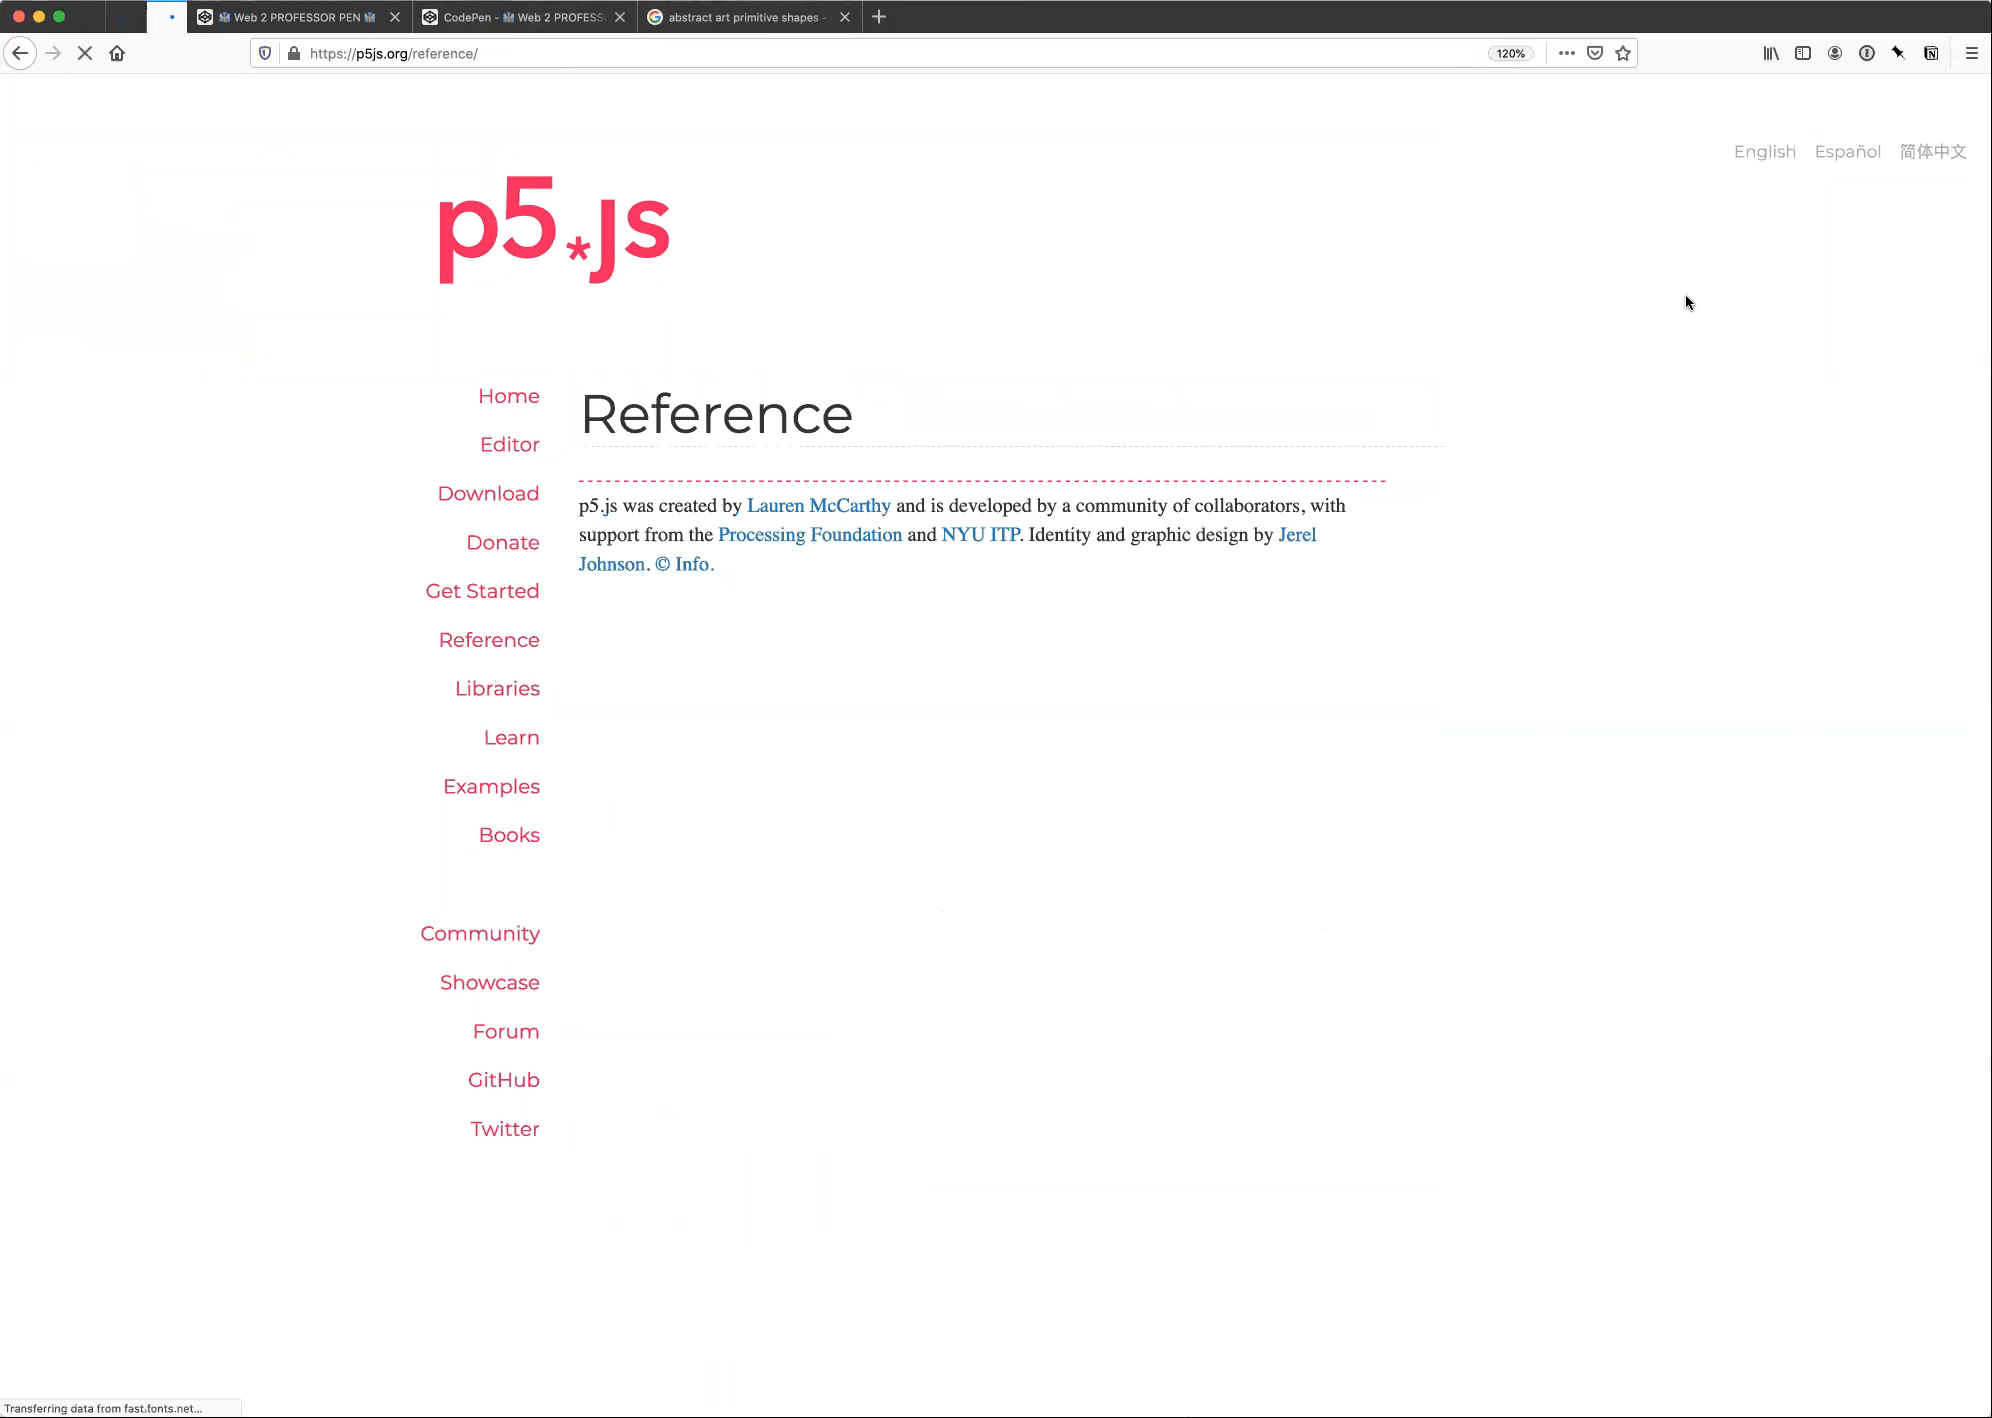 Web 2 PROFESSOR PEN
CodePen - Web 2 PROFESS
abstract art primitive shapes -
https://p5js.org/reference/
120%
English Español 简体中文
p5.js
Home
Editor
Download
Donate
Get Started
Reference
Libraries
Learn
Examples
Books
Community
Showcase
Forum
GitHub
Twitter
Reference
p5.js was created by Lauren McCarthy and is developed by a community of collaborators, with
support from the Processing Foundation and NYU ITP. Identity and graphic design by Jerel
Johnson. © Info.
Transferring data from fast.fonts.net...